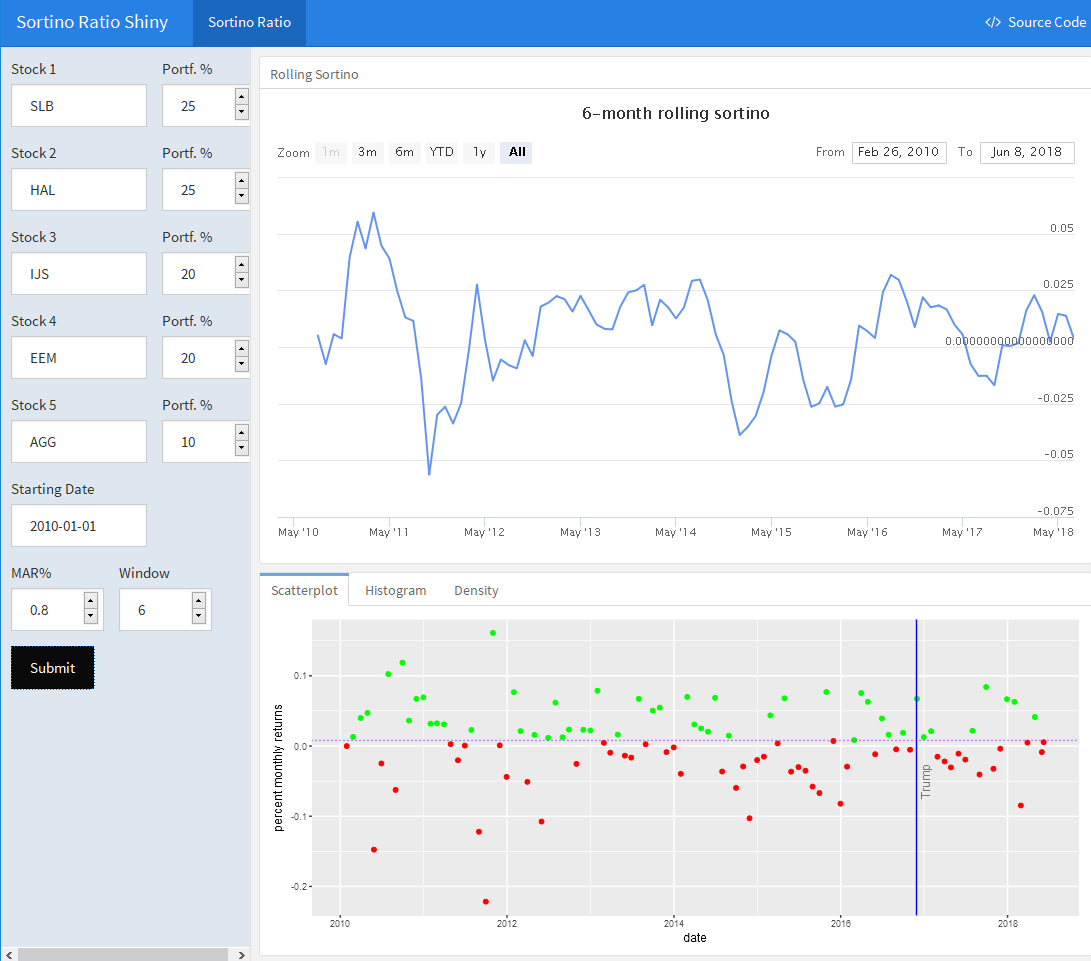 Sortino Ratio Shiny
Sortino Ratio
</> Source Code
Stock 1 Portf. %
SLB 25
Stock 2 Portf. %
HAL 25
Stock 3 Portf. %
IJS 20
Stock 4 Portf. %
EEM 20
Stock 5 Portf. %
AGG 10
Starting Date
2010-01-01
MAR% Window
0.8 6
Submit
Rolling Sortino
6-month rolling sortino
Zoom 1m 3m 6m YTD 1y All From Feb 26, 2010 To Jun 8, 2018
0.05
0.025
0.0000000000000000
-0.025
-0.05
-0.075
May '10 May '11 May '12 May '13 May '14 May '15 May '16 May '17 May '18
Scatterplot Histogram Density
percent monthly returns
0.1
0.0
-0.1
-0.2
Trump
2010 2012 2014 2016 2018
date